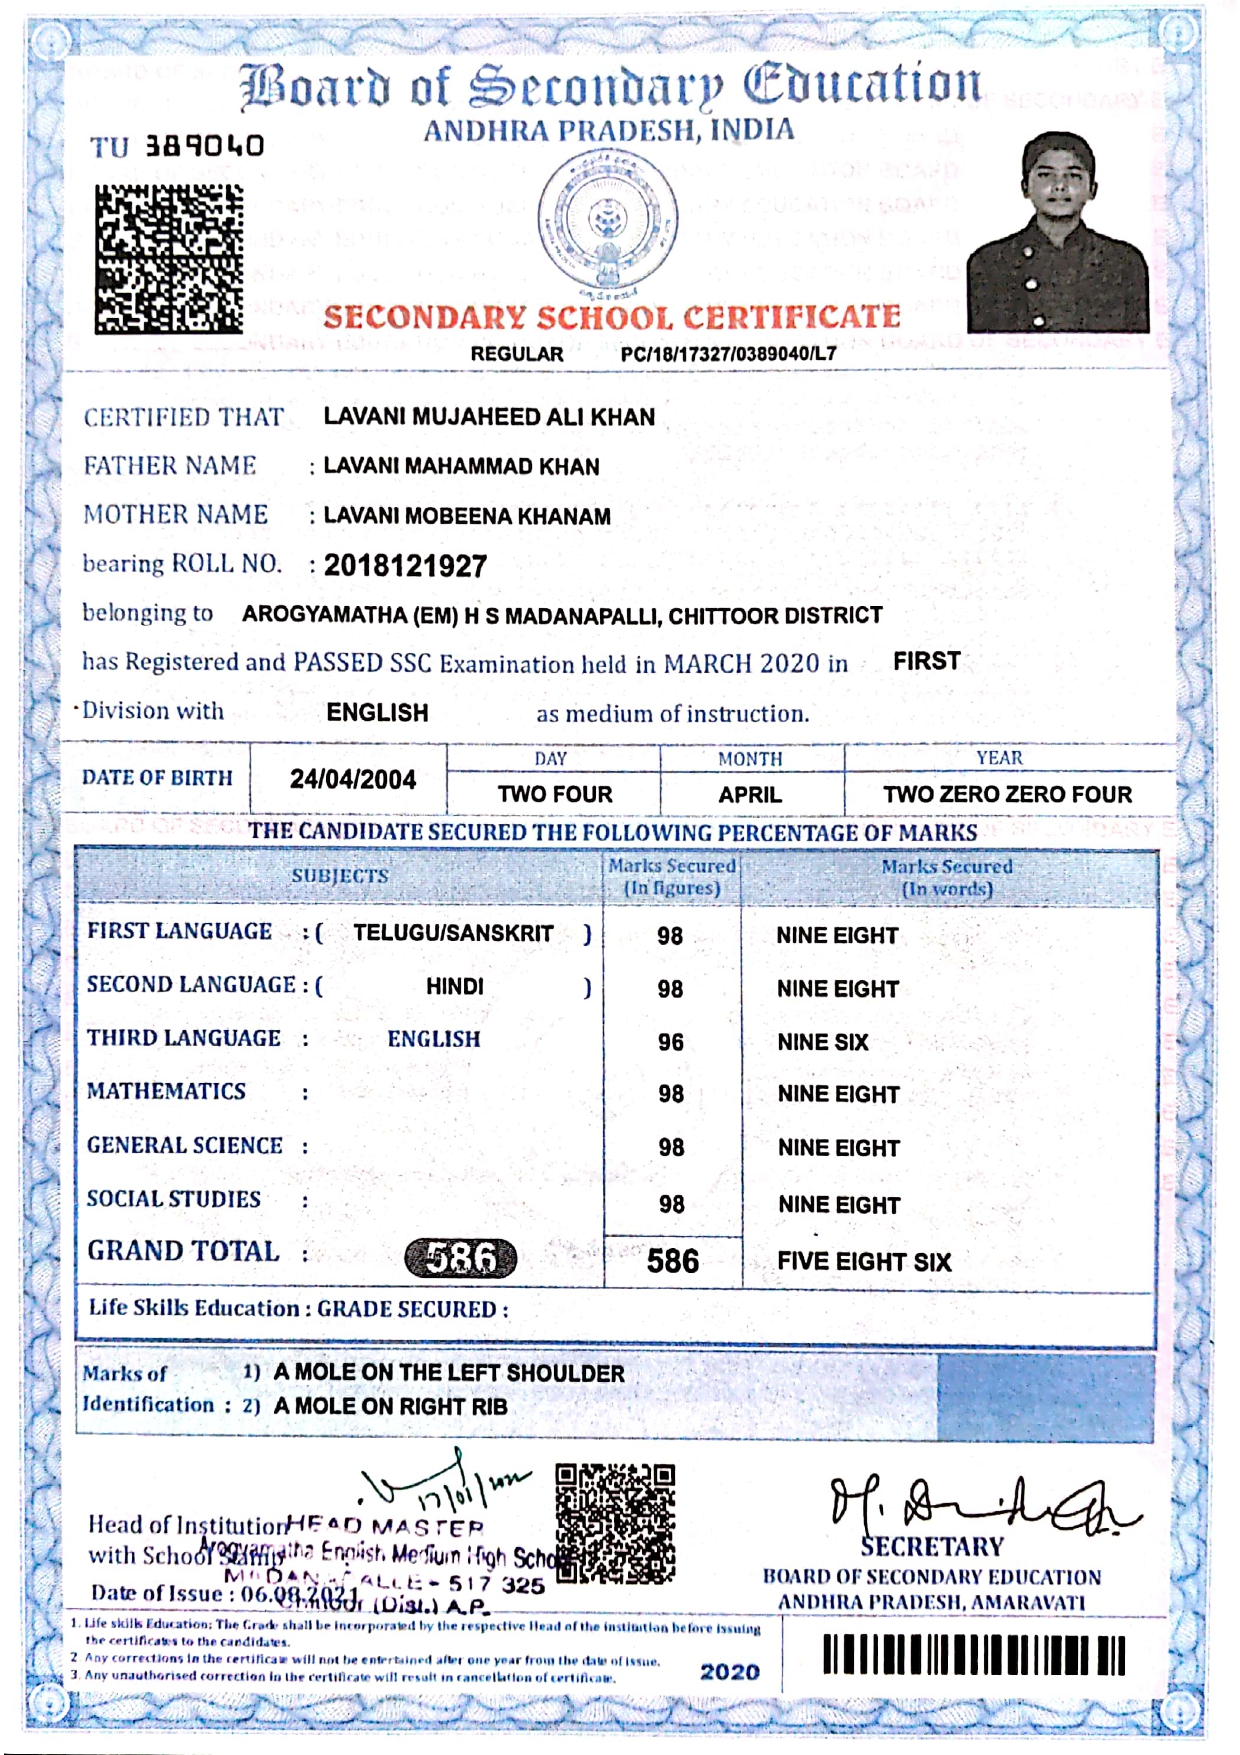 Board of Secondary Education
ANDHRA PRADESH, INDIA
TU 389040
SECONDARY SCHOOL CERTIFICATE
REGULAR PC/18/17327/0389040/L7
CERTIFIED THAT LAVANI MUJAHEED ALI KHAN
FATHER NAME : LAVANI MAHAMMAD KHAN
MOTHER NAME : LAVANI MOBEENA KHANAM
bearing ROLL NO. : 2018121927
belonging to AROGYAMATHA (EM) H S MADANAPALLI, CHITTOOR DISTRICT
has Registered and PASSED SSC Examination held in MARCH 2020 in FIRST
Division with ENGLISH as medium of instruction.
DATE OF BIRTH 24/04/2004 DAY MONTH YEAR
TWO FOUR APRIL TWO ZERO ZERO FOUR
THE CANDIDATE SECURED THE FOLLOWING PERCENTAGE OF MARKS
SUBJECTS Marks Secured (In figures) Marks Secured (In words)
FIRST LANGUAGE : ( TELUGU/SANSKRIT ) 98 NINE EIGHT
SECOND LANGUAGE : ( HINDI ) 98 NINE EIGHT
THIRD LANGUAGE : ENGLISH 96 NINE SIX
MATHEMATICS : 98 NINE EIGHT
GENERAL SCIENCE : 98 NINE EIGHT
SOCIAL STUDIES : 98 NINE EIGHT
GRAND TOTAL : 586 586 FIVE EIGHT SIX
Life Skills Education : GRADE SECURED :
Marks of 1) A MOLE ON THE LEFT SHOULDER
Identification : 2) A MOLE ON RIGHT RIB
Head of Institution HEAD MASTER
with School Stamp Arogyamatha English Medium High School
MADANAPALLE - 517 325
Date of Issue : 06.08.2021
Chittoor (Dist.) A.P.
SECRETARY
BOARD OF SECONDARY EDUCATION
ANDHRA PRADESH, AMARAVATI
1. Life skills Education: The Grade shall be incorporated by the respective Head of the institution before issuing
the certificates to the candidates.
2 Any corrections in the certificate will not be entertained after one year from the date of issue.
3. Any unauthorised correction in the certificate will result in cancellation of certificate.
2020